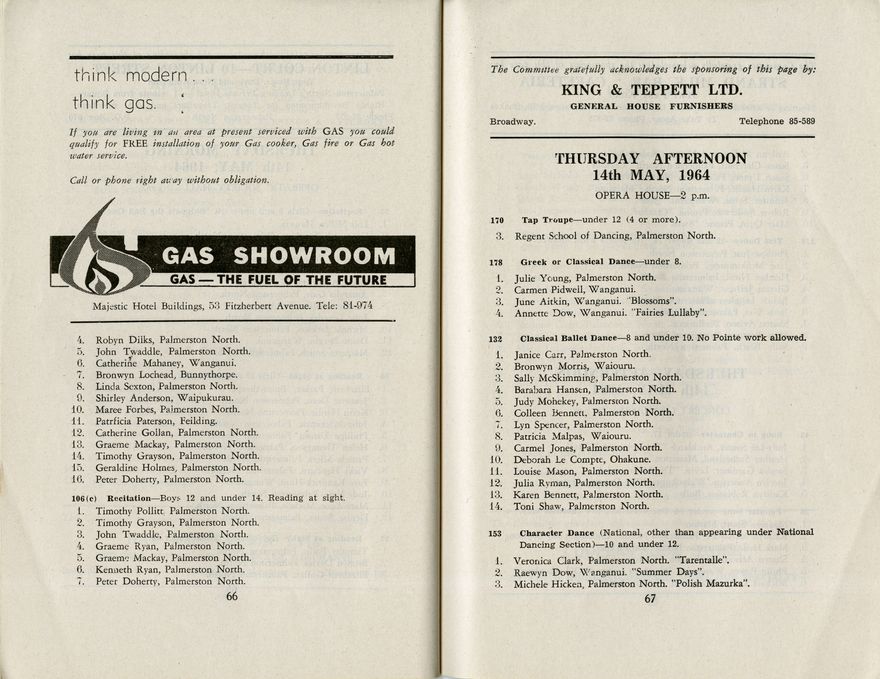 think modern . . .
think gas.
If you are living in an area at present serviced with GAS you could
qualify for FREE installation of your Gas cooker, Gas fire or Gas hot
water service.
Call or phone right away without obligation.
GAS SHOWROOM
GAS — THE FUEL OF THE FUTURE
Majestic Hotel Buildings, 53 Fitzherbert Avenue. Tele: 81-974
4. Robyn Dilks, Palmerston North.
5. John Twaddle, Palmerston North.
6. Catherine Mahaney, Wanganui.
7. Bronwyn Lochead, Bunnythorpe.
8. Linda Sexton, Palmerston North.
9. Shirley Anderson, Waipukurau.
10. Maree Forbes, Palmerston North.
11. Patrficia Paterson, Feilding.
12. Catherine Gollan, Palmerston North.
13. Graeme Mackay, Palmerston North.
14. Timothy Grayson, Palmerston North.
15. Geraldine Holmes, Palmerston North.
16. Peter Doherty, Palmerston North.
106(c) Recitation—Boys 12 and under 14. Reading at sight.
1. Timothy Pollitt Palmerston North.
2. Timothy Grayson, Palmerston North.
3. John Twaddle, Palmerston North.
4. Graeme Ryan, Palmerston North.
5. Graeme Mackay, Palmerston North.
6. Kenneth Ryan, Palmerston North.
7. Peter Doherty, Palmerston North.
66
The Committee gratefully acknowledges the sponsoring of this page by:
KING & TEPPETT LTD.
GENERAL HOUSE FURNISHERS
Broadway. Telephone 85-589
THURSDAY AFTERNOON
14th MAY, 1964
OPERA HOUSE—2 p.m.
170 Tap Troupe—under 12 (4 or more).
3. Regent School of Dancing, Palmerston North.
178 Greek or Classical Dance—under 8.
1. Julie Young, Palmerston North.
2. Carmen Pidwell, Wanganui.
3. June Aitkin, Wanganui. "Blossoms".
4. Annette Dow, Wanganui. "Fairies Lullaby".
132 Classical Ballet Dance—8 and under 10. No Pointe work allowed.
1. Janice Carr, Palmerston North.
2. Bronwyn Morris, Waiouru.
3. Sally McSkimming, Palmerston North.
4. Barabara Hansen, Palmerston North.
5. Judy Mohekey, Palmerston North.
6. Colleen Bennett, Palmerston North.
7. Lyn Spencer, Palmerston North.
8. Patricia Malpas, Waiouru.
9. Carmel Jones, Palmerston North.
10. Deborah Le Compte, Ohakune.
11. Louise Mason, Palmerston North.
12. Julia Ryman, Palmerston North.
13. Karen Bennett, Palmerston North.
14. Toni Shaw, Palmerston North.
153 Character Dance (National, other than appearing under National
Dancing Section)—10 and under 12.
1. Veronica Clark, Palmerston North. "Tarentalle".
2. Raewyn Dow, Wanganui. "Summer Days".
3. Michele Hicken, Palmerston North. "Polish Mazurka".
67